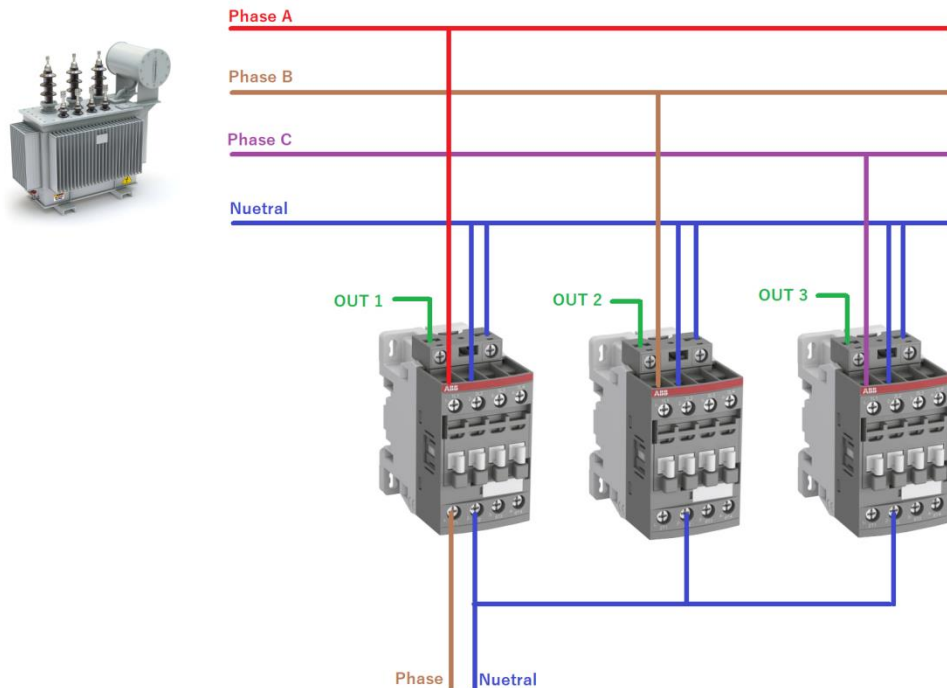 Phase A
Phase B
Phase C
Nuetral
OUT 1
OUT 2
OUT 3
ABB
ABB
ABB
Phase
Nuetral